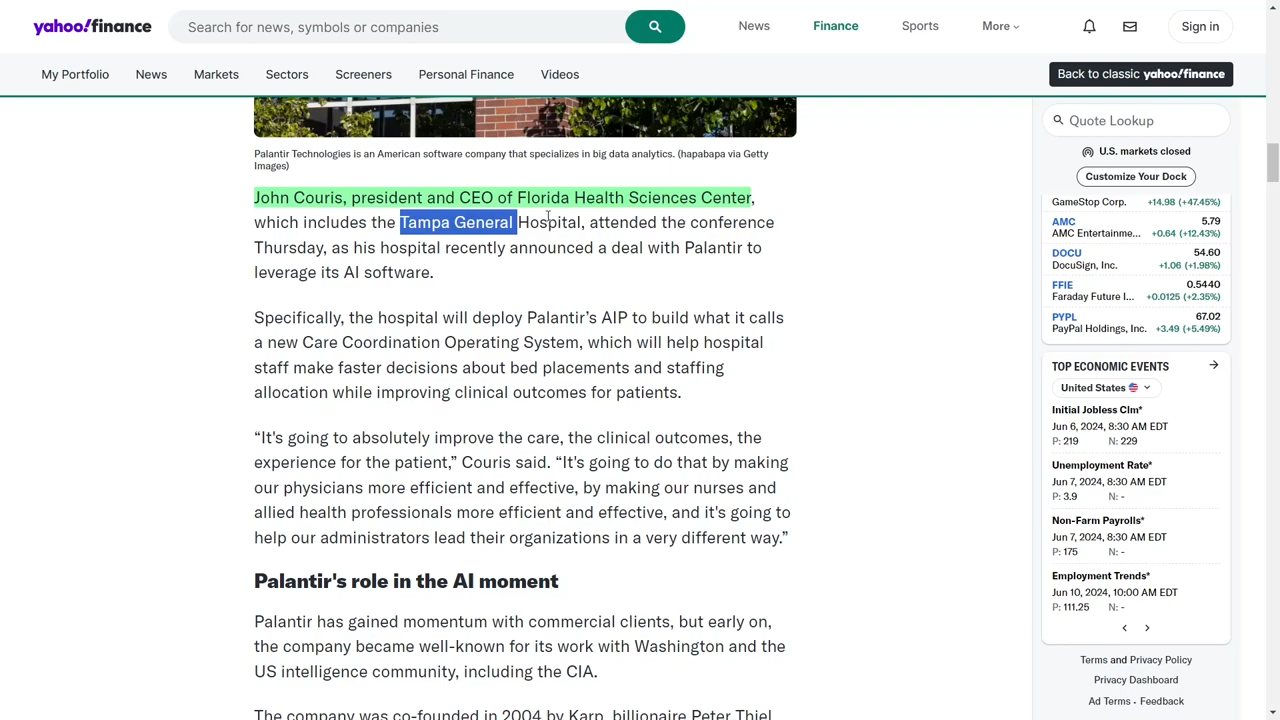 yahoo!finance
Search for news, symbols or companies
News
Finance
Sports
More
Sign in
My Portfolio
News
Markets
Sectors
Screeners
Personal Finance
Videos
Back to classic yahoo!finance
Palantir Technologies is an American software company that specializes in big data analytics. (hapabapa via Getty
Images)
John Couris, president and CEO of Florida Health Sciences Center,
which includes the Tampa General Hospital, attended the conference
Thursday, as his hospital recently announced a deal with Palantir to
leverage its AI software.
Specifically, the hospital will deploy Palantir’s AIP to build what it calls
a new Care Coordination Operating System, which will help hospital
staff make faster decisions about bed placements and staffing
allocation while improving clinical outcomes for patients.
“It's going to absolutely improve the care, the clinical outcomes, the
experience for the patient,” Couris said. “It's going to do that by making
our physicians more efficient and effective, by making our nurses and
allied health professionals more efficient and effective, and it's going to
help our administrators lead their organizations in a very different way.”
Palantir's role in the AI moment
Palantir has gained momentum with commercial clients, but early on,
the company became well-known for its work with Washington and the
US intelligence community, including the CIA.
The company was co-founded in 2004 by Karp, billionaire Peter Thiel,
Quote Lookup
U.S. markets closed
Customize Your Dock
GameStop Corp. +14.98 (+47.45%)
AMC 5.79
AMC Entertainme... +0.64 (+12.43%)
DOCU 54.60
DocuSign, Inc. +1.06 (+1.98%)
FFIE 0.5440
Faraday Future I... +0.0125 (+2.35%)
PYPL 67.02
PayPal Holdings, Inc. +3.49 (+5.49%)
TOP ECONOMIC EVENTS
United States
Initial Jobless Clm*
Jun 6, 2024, 8:30 AM EDT
P: 219 N: 229
Unemployment Rate*
Jun 7, 2024, 8:30 AM EDT
P: 3.9 N: -
Non-Farm Payrolls*
Jun 7, 2024, 8:30 AM EDT
P: 175 N: -
Employment Trends*
Jun 10, 2024, 10:00 AM EDT
P: 111.25 N: -
Terms and Privacy Policy
Privacy Dashboard
Ad Terms • Feedback